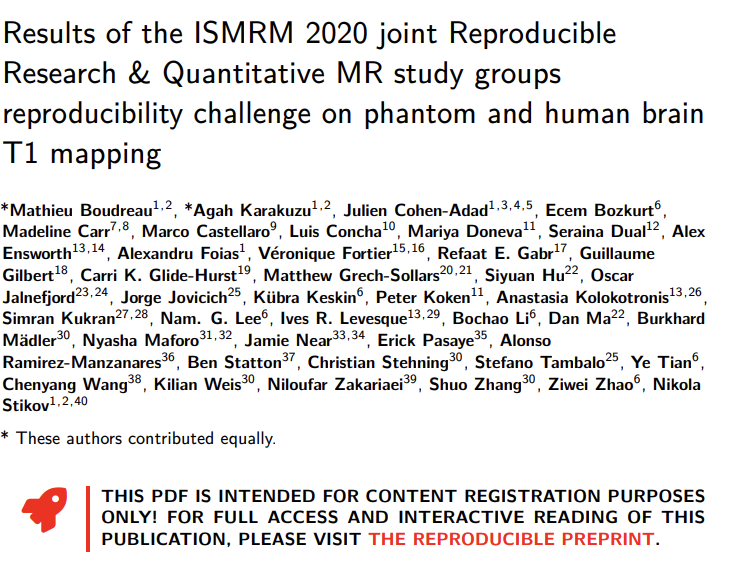 Results of the ISMRM 2020 joint Reproducible
Research & Quantitative MR study groups
reproducibility challenge on phantom and human brain
T1 mapping
*Mathieu Boudreau1,2, *Agah Karakuzu1,2, Julien Cohen-Adad1,3,4,5, Ecem Bozkurt6,
Madeline Carr7,8, Marco Castellaro9, Luis Concha10, Mariya Doneva11, Seraina Dual12, Alex
Ensworth13,14, Alexandru Foias1, Véronique Fortier15,16, Refaat E. Gabr17, Guillaume
Gilbert18, Carri K. Glide-Hurst19, Matthew Grech-Sollars20,21, Siyuan Hu22, Oscar
Jalnefjord23,24, Jorge Jovicich25, Kübra Keskin6, Peter Koken11, Anastasia Kolokotronis13,26,
Simran Kukran27,28, Nam. G. Lee6, Ives R. Levesque13,29, Bochao Li6, Dan Ma22, Burkhard
Mädler30, Nyasha Maforo31,32, Jamie Near33,34, Erick Pasaye35, Alonso
Ramirez-Manzanares36, Ben Statton37, Christian Stehning30, Stefano Tambalo25, Ye Tian6,
Chenyang Wang38, Kilian Weis30, Niloufar Zakariaei39, Shuo Zhang30, Ziwei Zhao6, Nikola
Stikov1,2,40
* These authors contributed equally.
THIS PDF IS INTENDED FOR CONTENT REGISTRATION PURPOSES
ONLY! FOR FULL ACCESS AND INTERACTIVE READING OF THIS
PUBLICATION, PLEASE VISIT THE REPRODUCIBLE PREPRINT.